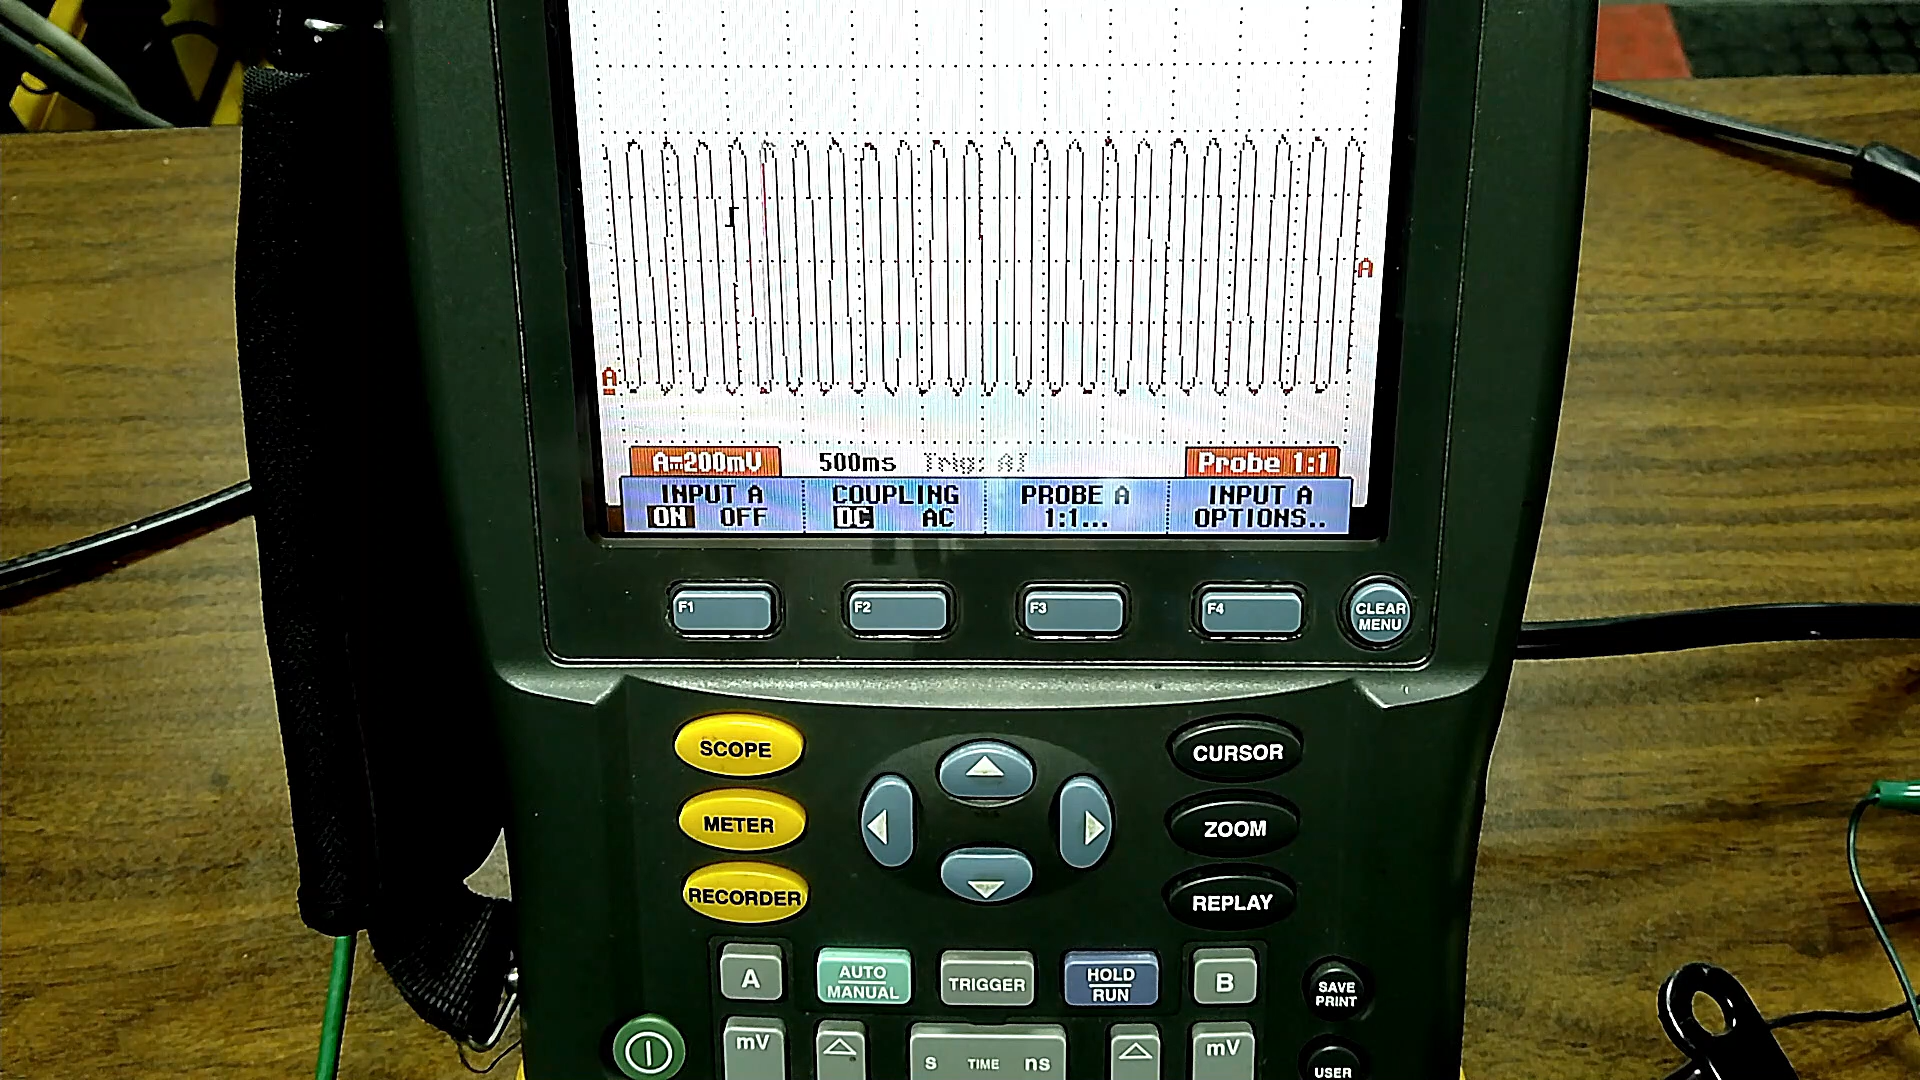 A
A
A=200mV 500ms Trig: AI Probe 1:1
INPUT A COUPLING PROBE A INPUT A
ON OFF DC AC 1:1... OPTIONS..
F1 F2 F3 F4 CLEAR MENU
SCOPE CURSOR
METER ZOOM
RECORDER REPLAY
A AUTO MANUAL TRIGGER HOLD RUN B SAVE PRINT
mV s TIME ns mV USER